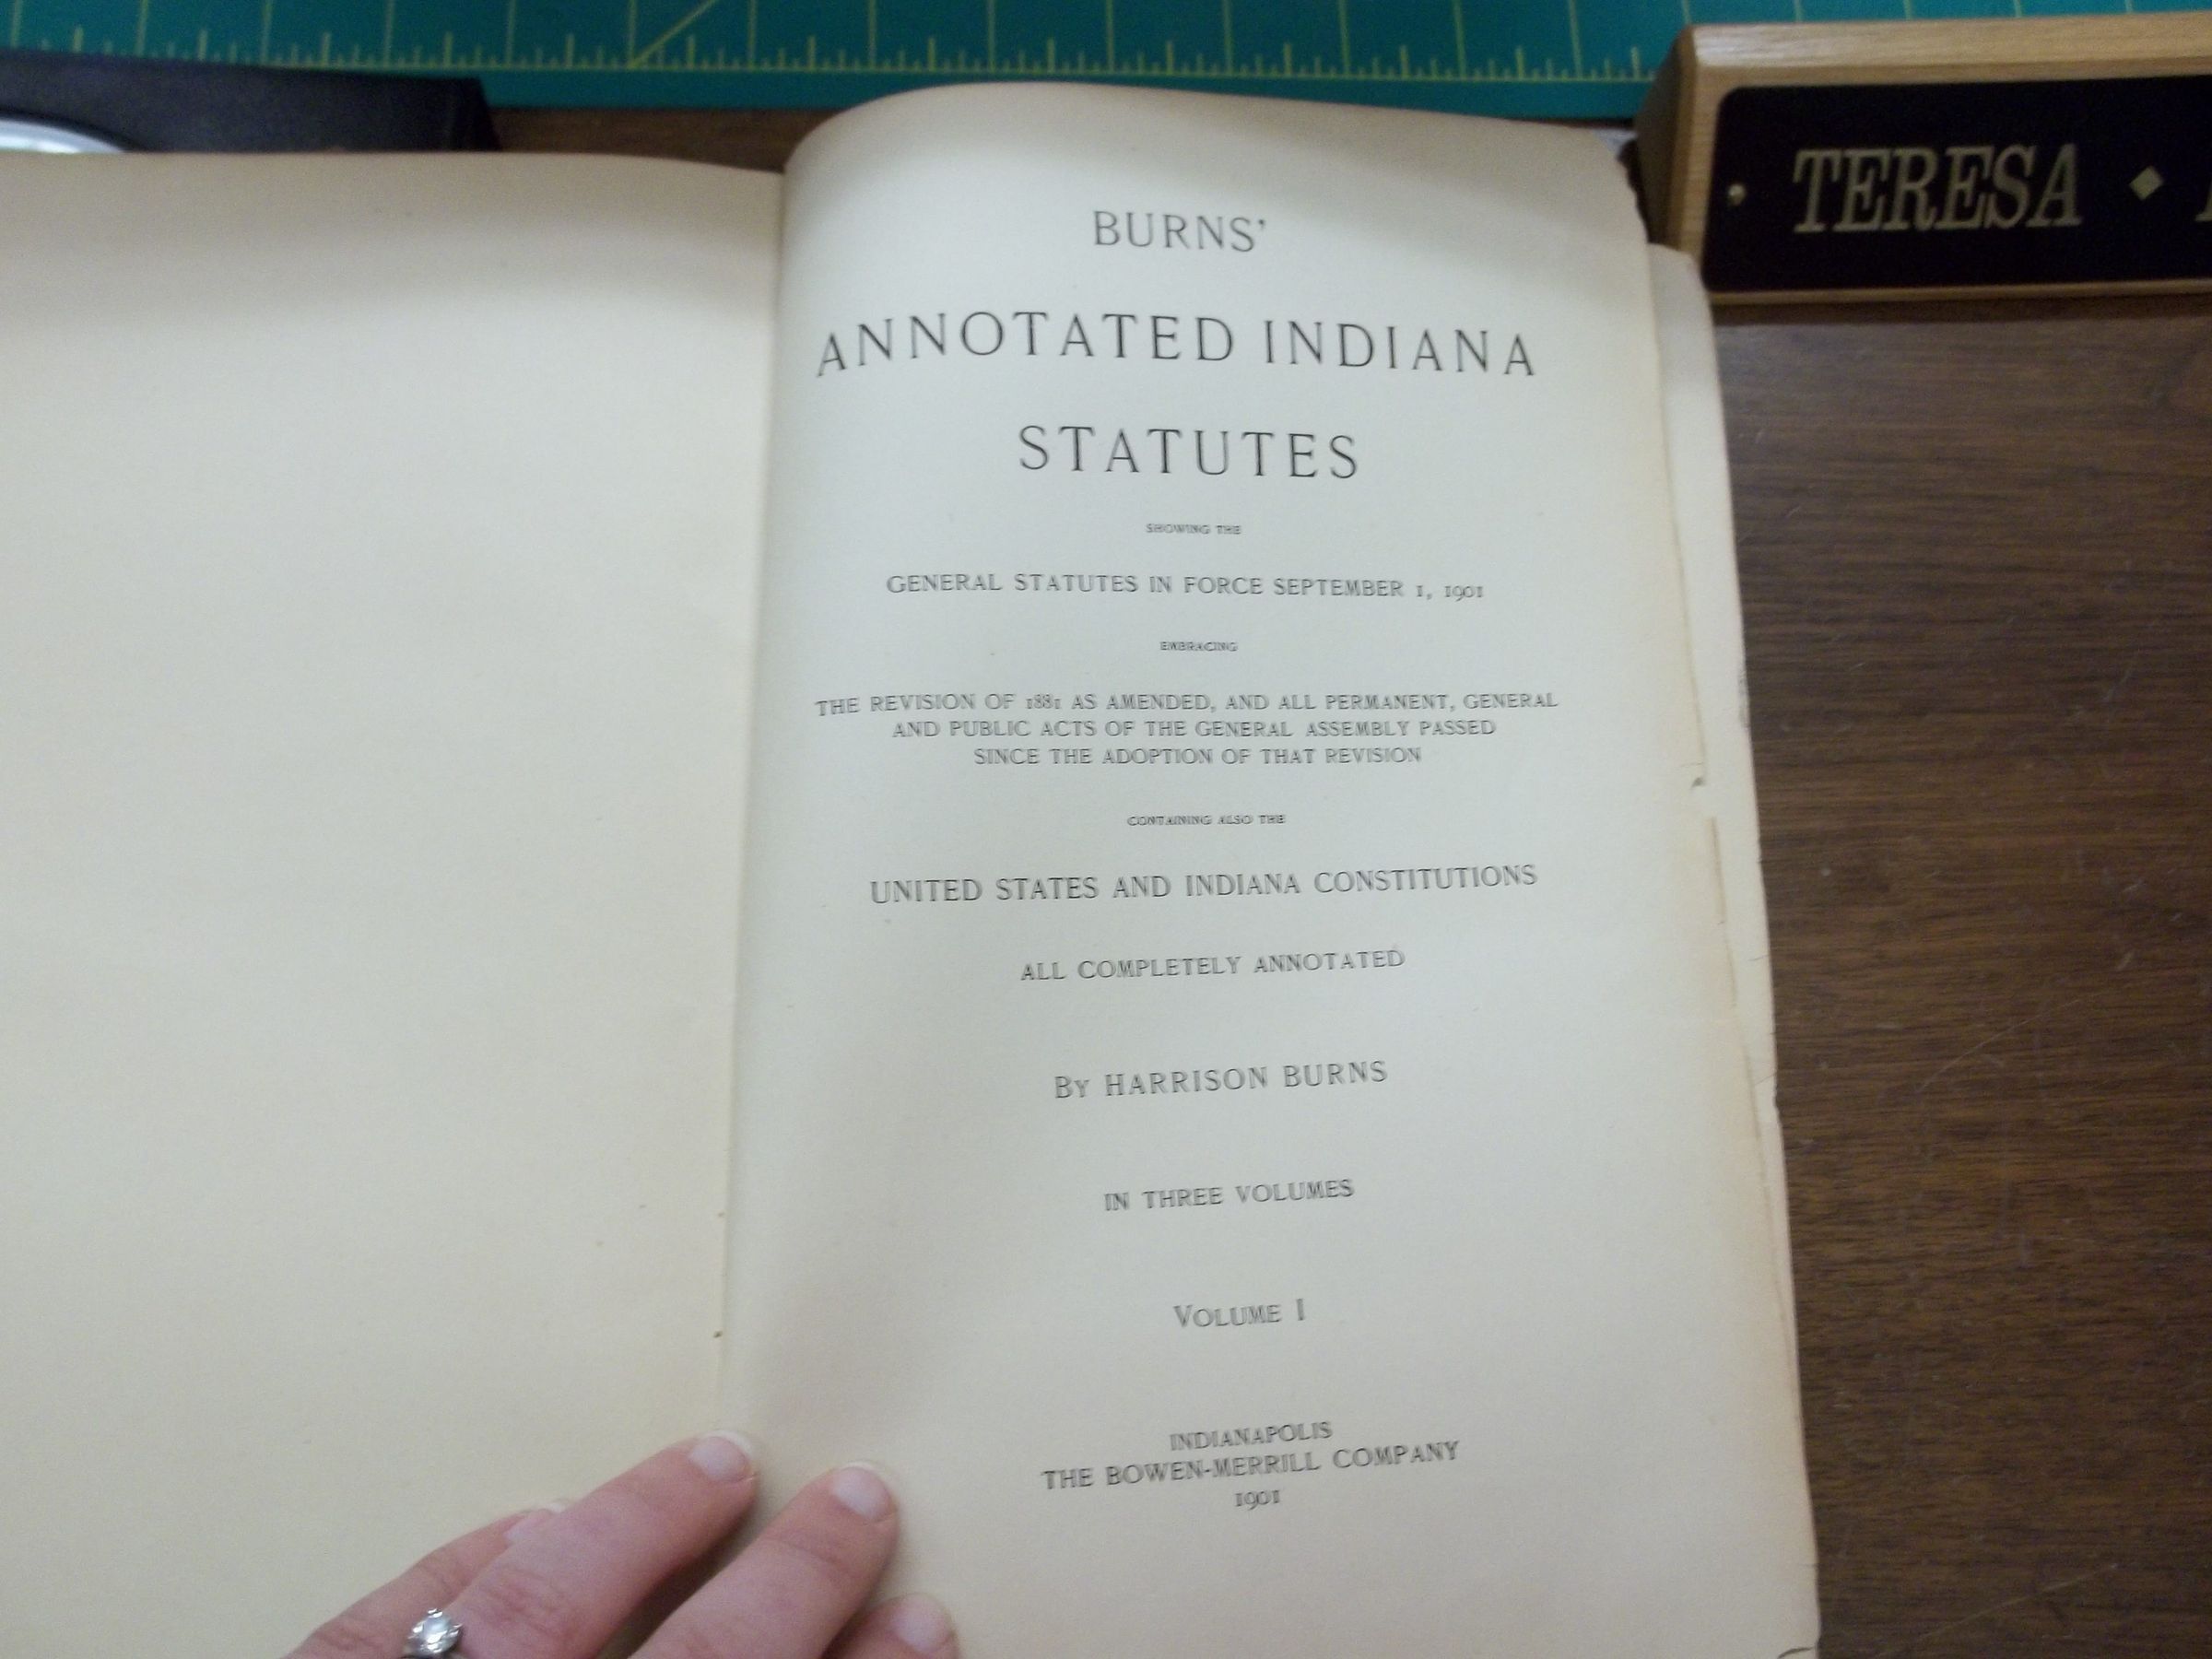 BURNS'
ANNOTATED INDIANA
STATUTES
SHOWING THE
GENERAL STATUTES IN FORCE SEPTEMBER 1, 1901
EMBRACING
THE REVISION OF 1881 AS AMENDED, AND ALL PERMANENT, GENERAL
AND PUBLIC ACTS OF THE GENERAL ASSEMBLY PASSED
SINCE THE ADOPTION OF THAT REVISION
CONTAINING ALSO THE
UNITED STATES AND INDIANA CONSTITUTIONS
ALL COMPLETELY ANNOTATED
By HARRISON BURNS
IN THREE VOLUMES
VOLUME I
INDIANAPOLIS
THE BOWEN-MERRILL COMPANY
1901
TERESA